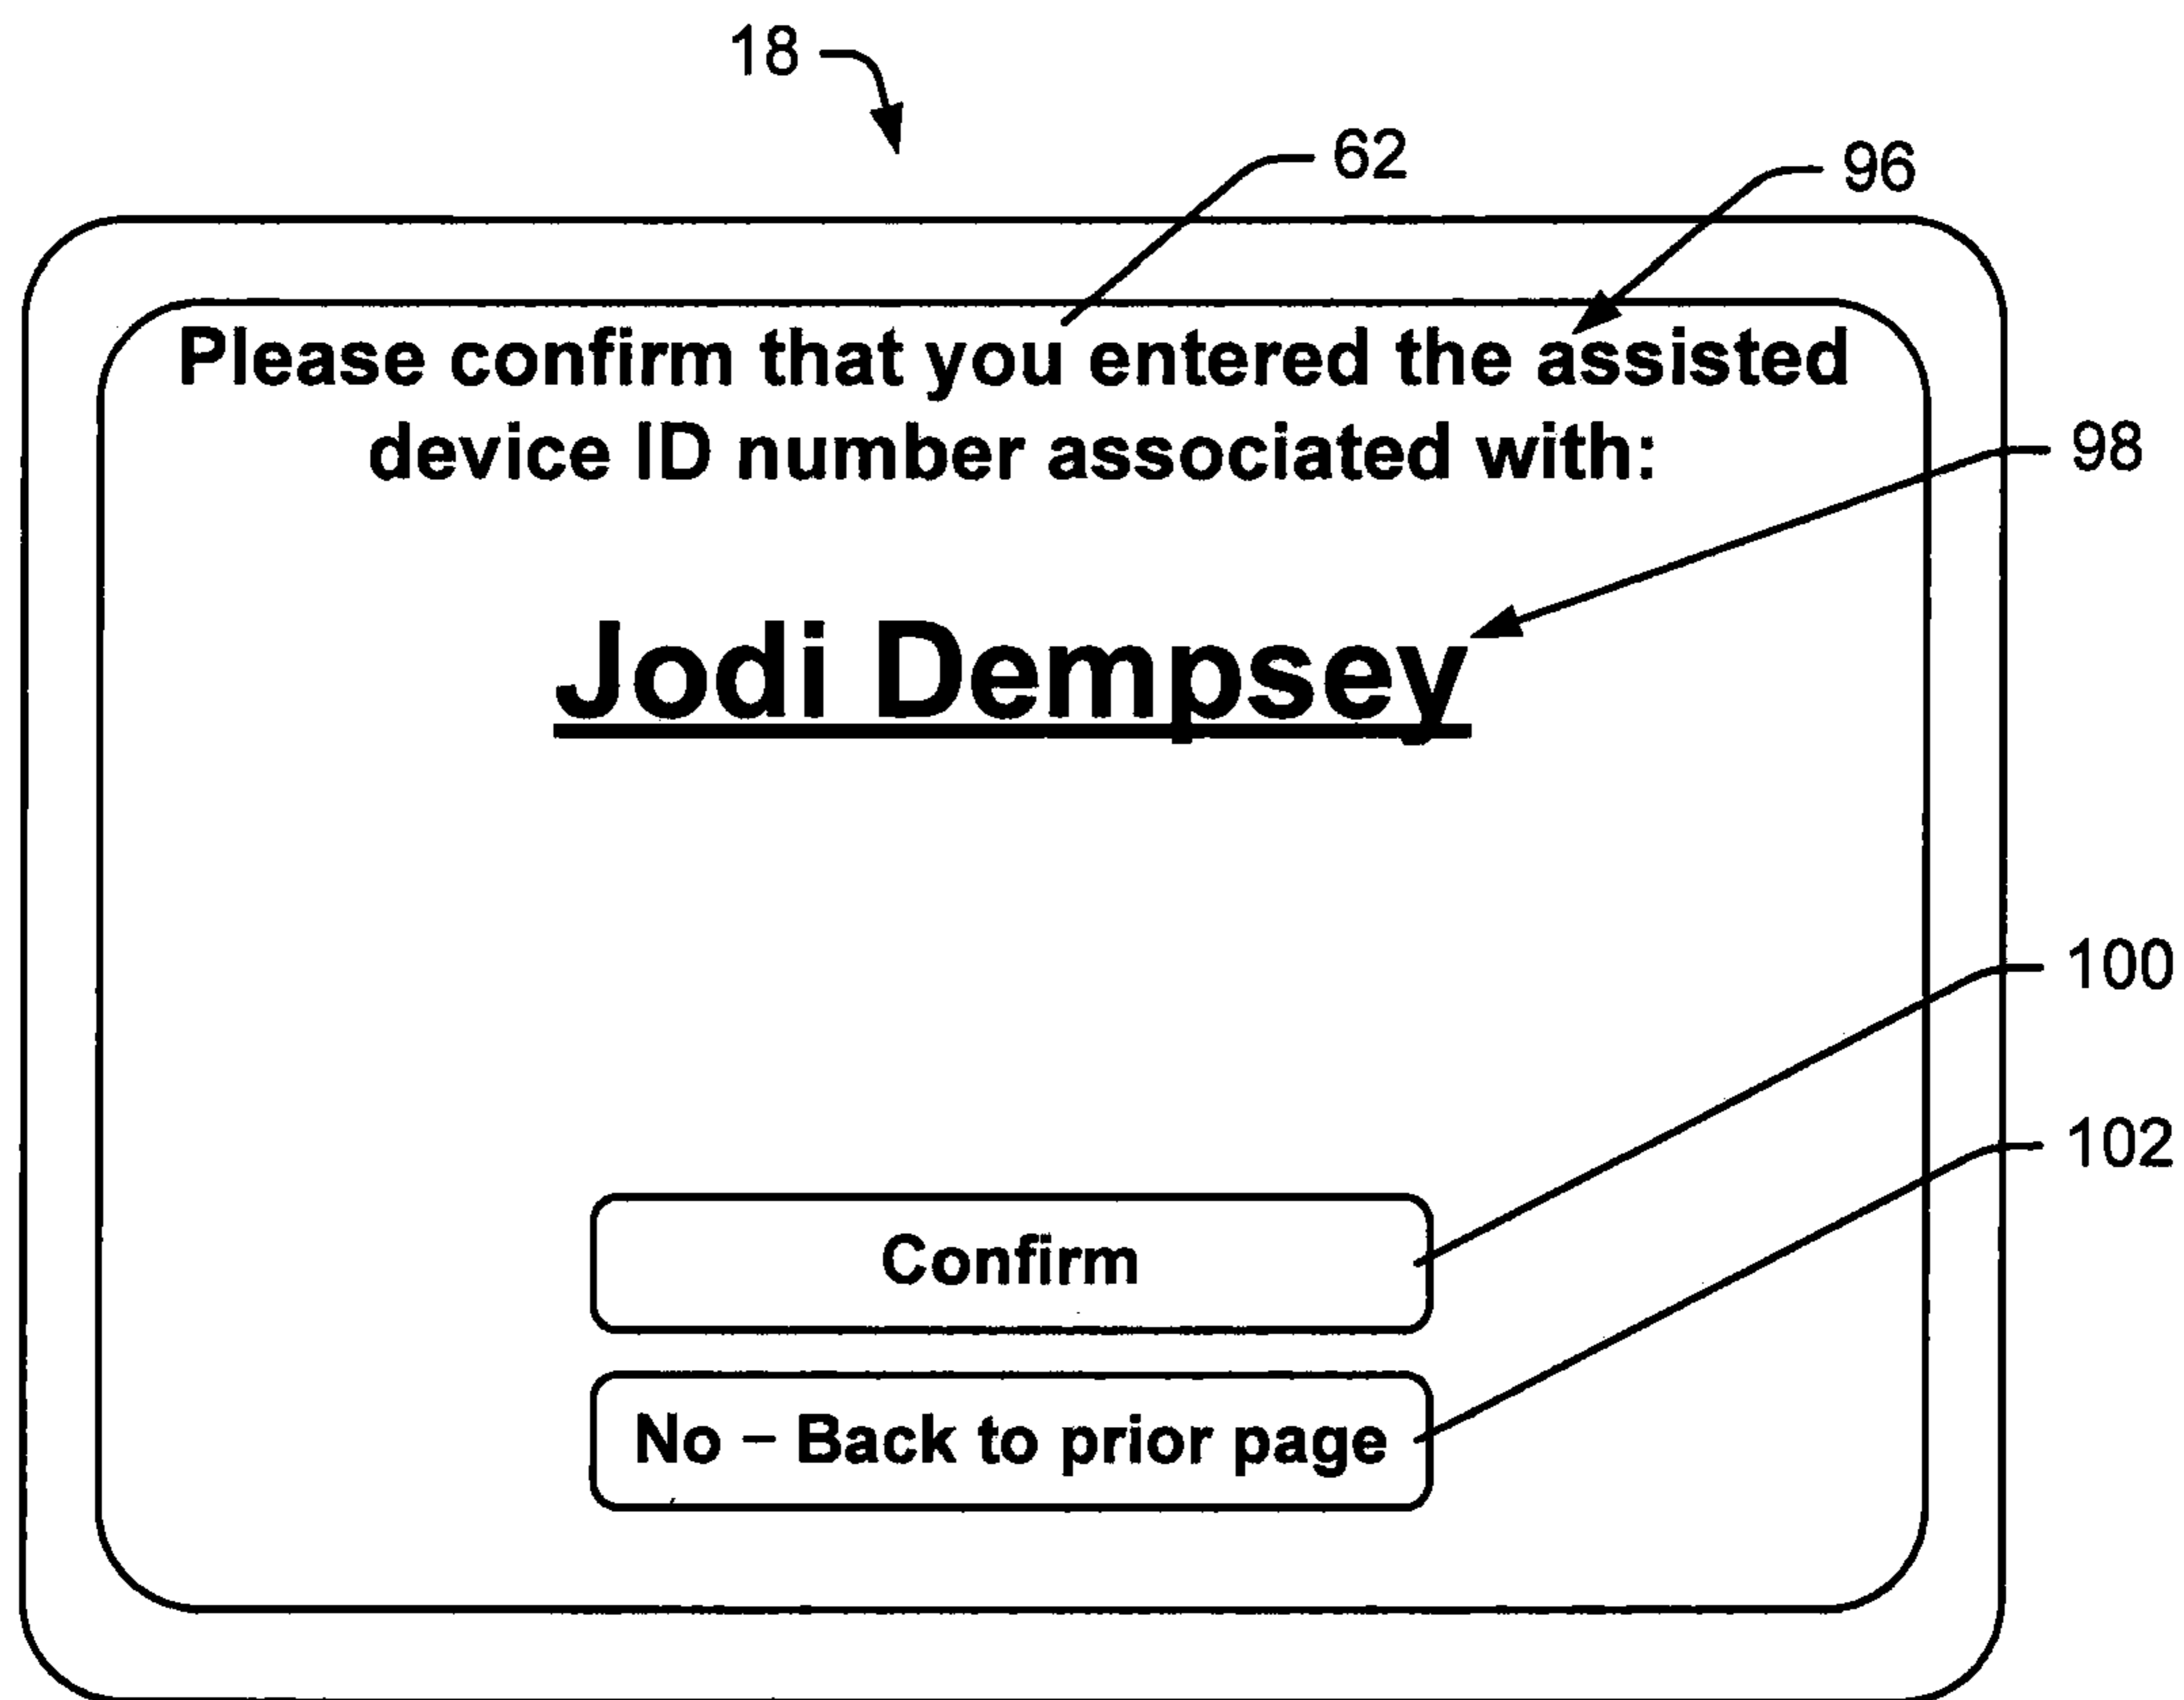 18
62
96
Please confirm that you entered the assisted
device ID number associated with:
98
Jodi Dempsey
100
102
Confirm
No – Back to prior page